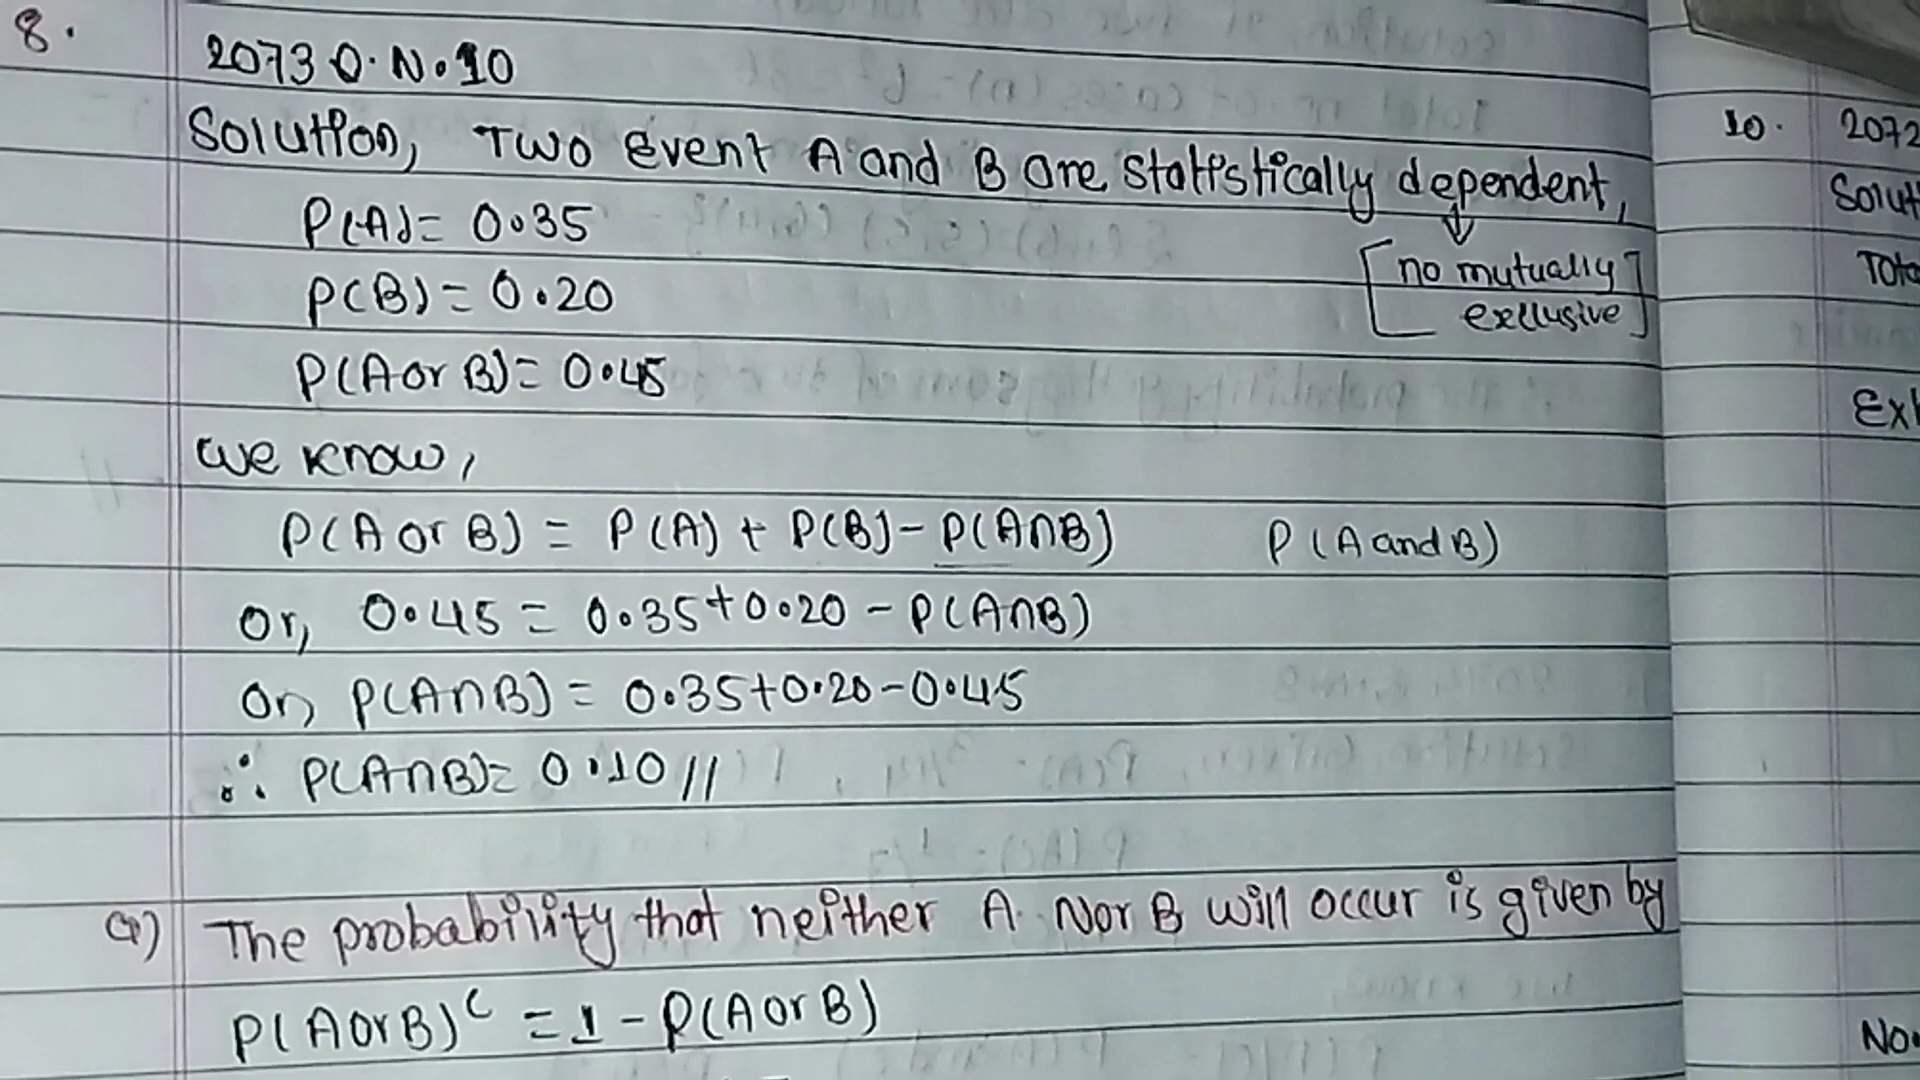 8.
2073 Q.N.10
Solution, Two Event A and B are statistically dependent,
P(A) = 0.35
[no mutually
exclusive]
P(B) = 0.20
P(A or B) = 0.45
we know,
P(A or B) = P(A) + P(B) - P(A∩B) P(A and B)
or, 0.45 = 0.35+0.20 - P(A∩B)
or, P(A∩B) = 0.35+0.20-0.45
∴ P(A∩B) = 0.10//
a) The probability that neither A Nor B will occur is given by
P(A or B)ᶜ = 1 - P(A or B)
10. 2072
Solut
Tota
Ex
No